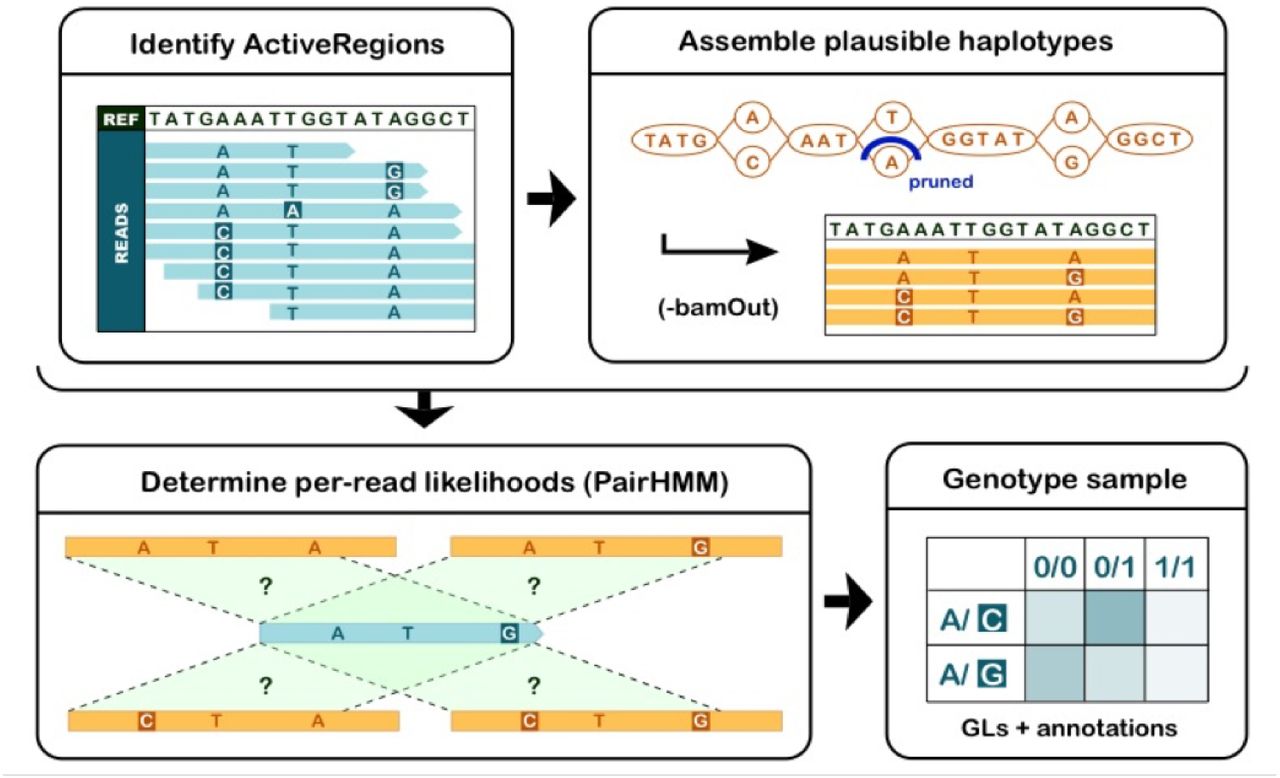 Identify ActiveRegions
REF TATGAAATTGGTATAGGCT
READS
A T
A T G
A T G
A A A
C T A
C T A
C T A
C T A
T A
Assemble plausible haplotypes
TATG A C AAT T A GGTAT A G GGCT
pruned
(-bamOut)
TATGAAATTGGTATAGGCT
A T A
A T G
C T A
C T G
Determine per-read likelihoods (PairHMM)
A T A
A T G
? ?
A T G
? ?
C T A
C T G
Genotype sample
0/0 0/1 1/1
A/ C
A/ G
GLs + annotations